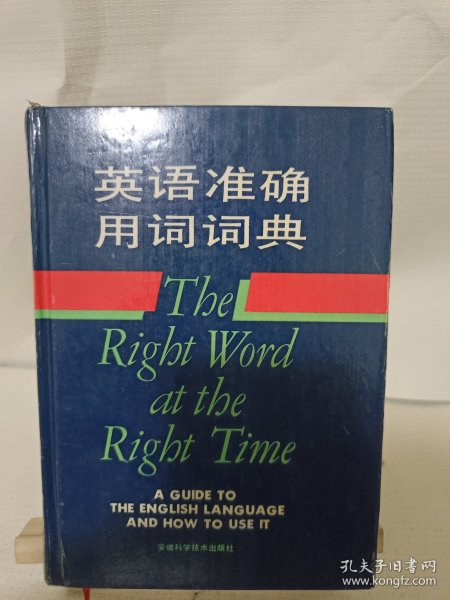 英语准确
用词词典
The
Right Word
at the
Right Time
A GUIDE TO
THE ENGLISH LANGUAGE
AND HOW TO USE IT
安徽科学技术出版社
孔夫子旧书网
www.kongfz.com